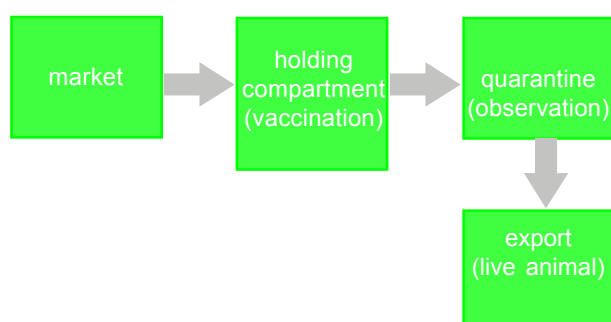 market
holding
compartment
(vaccination)
quarantine
(observation)
export
(live animal)